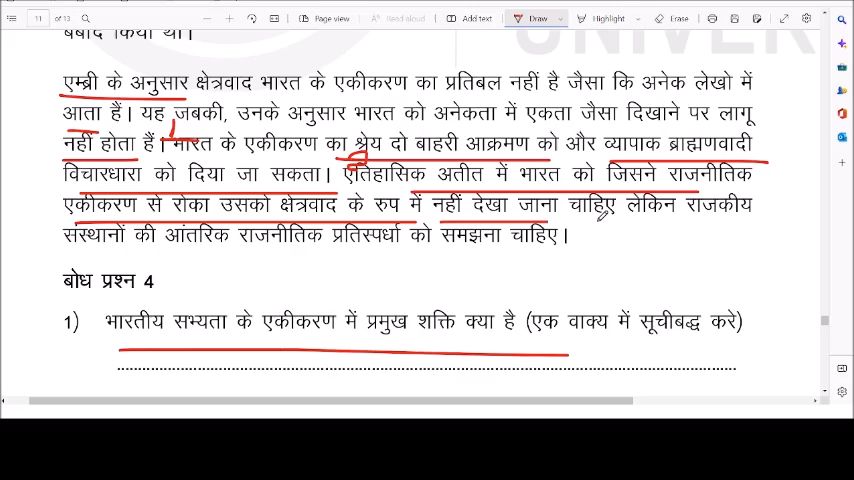 11 of 13
Page view
Read aloud
Add text
Draw
Highlight
Erase
बर्बाद किया था।
एम्ब्री के अनुसार क्षेत्रवाद भारत के एकीकरण का प्रतिबल नहीं है जैसा कि अनेक लेखो में
आता हैं। यह जबकी, उनके अनुसार भारत को अनेकता में एकता जैसा दिखाने पर लागू
नहीं होता हैं। भारत के एकीकरण का श्रेय दो बाहरी आक्रमण को और व्यापाक ब्राह्मणवादी
विचारधारा को दिया जा सकता। ऐतिहासिक अतीत में भारत को जिसने राजनीतिक
एकीकरण से रोका उसको क्षेत्रवाद के रुप में नहीं देखा जाना चाहिए लेकिन राजकीय
संस्थानों की आंतरिक राजनीतिक प्रतिस्पर्धा को समझना चाहिए।
बोध प्रश्न 4
1) भारतीय सभ्यता के एकीकरण में प्रमुख शक्ति क्या है (एक वाक्य में सूचीबद्ध करे)